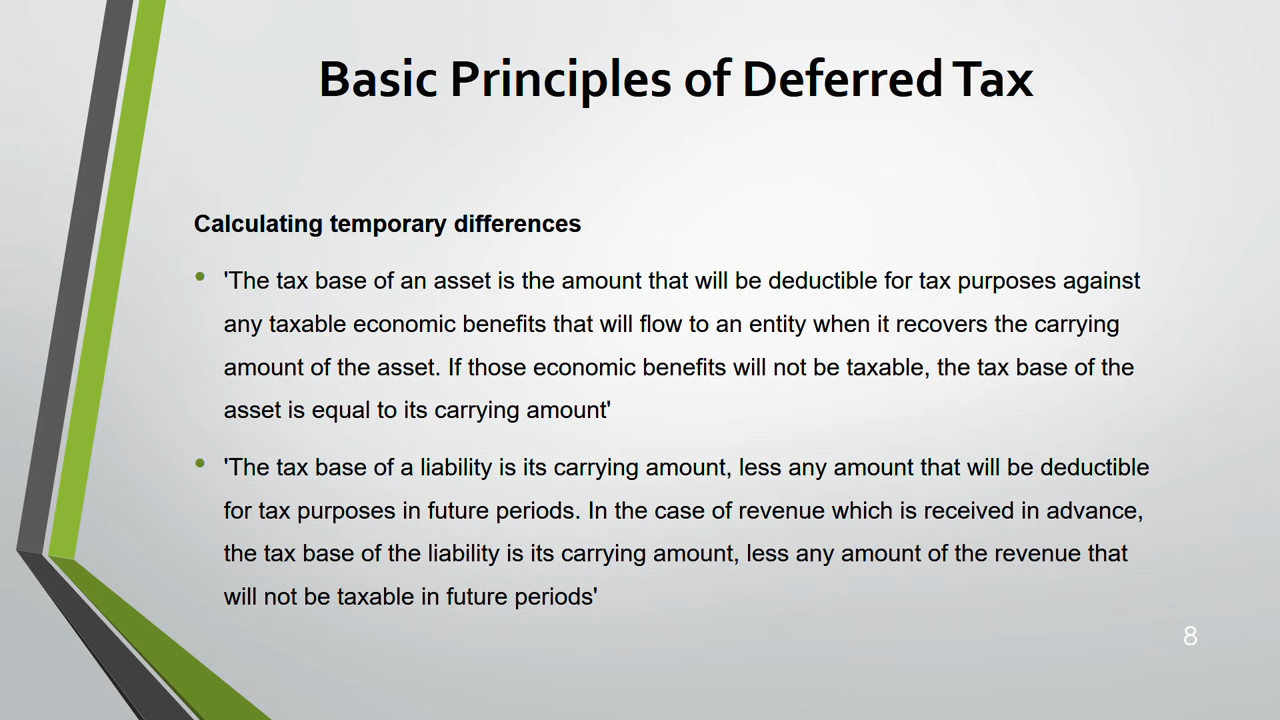 Basic Principles of Deferred Tax
Calculating temporary differences
• 'The tax base of an asset is the amount that will be deductible for tax purposes against
any taxable economic benefits that will flow to an entity when it recovers the carrying
amount of the asset. If those economic benefits will not be taxable, the tax base of the
asset is equal to its carrying amount'
• 'The tax base of a liability is its carrying amount, less any amount that will be deductible
for tax purposes in future periods. In the case of revenue which is received in advance,
the tax base of the liability is its carrying amount, less any amount of the revenue that
will not be taxable in future periods'
8